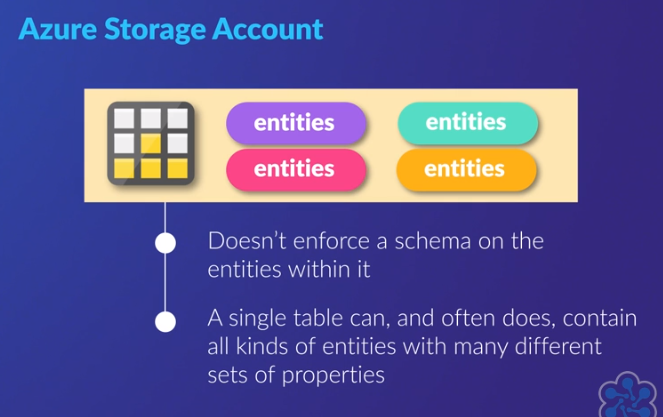 Azure Storage Account
entities entities
entities entities
Doesn’t enforce a schema on the
entities within it
A single table can, and often does, contain
all kinds of entities with many different
sets of properties